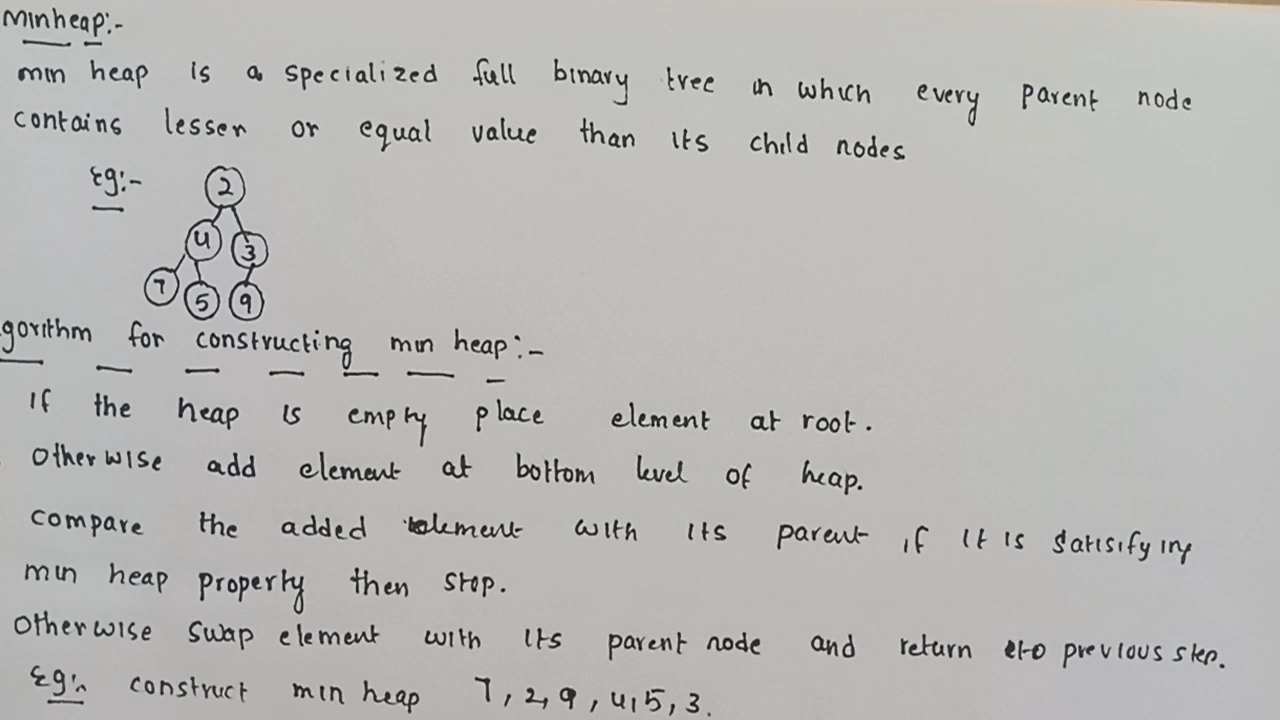 Minheap:-
min heap is a specialized full binary tree in which every parent node
contains lesser or equal value than its child nodes
Eg:-
2
4 3
7 5 9
gorithm for constructing min heap:-
If the heap is empty place element at root.
Otherwise add element at bottom level of heap.
compare the added element with its parent if it is satisfying
min heap property then stop.
Otherwise swap element with its parent node and return to previous step.
Eg:- construct min heap 7, 2, 9, 4, 5, 3.